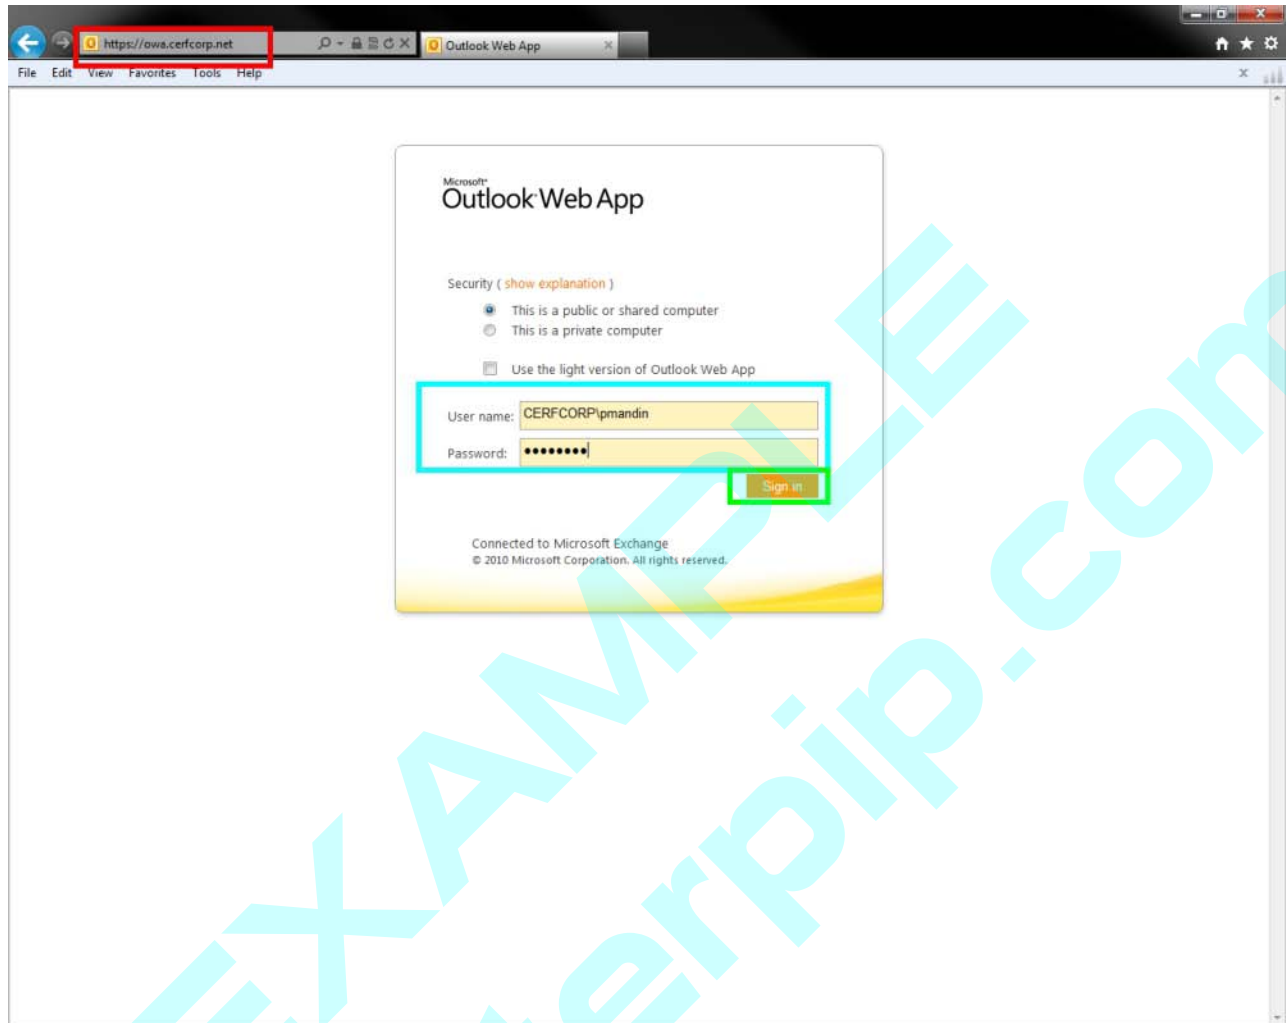 https://owa.cerfcorp.net
Outlook Web App
File Edit View Favorites Tools Help
Microsoft
Outlook Web App
Security ( show explanation )
This is a public or shared computer
This is a private computer
Use the light version of Outlook Web App
User name: CERFCORP\pmandin
Password: ••••••••
Sign in
Connected to Microsoft Exchange
© 2010 Microsoft Corporation. All rights reserved.
EXAMPLE
terpip.com